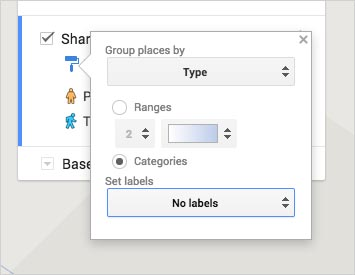 Shar
Group places by
Type
Ranges
2
Categories
Set labels
No labels
P
T
Base